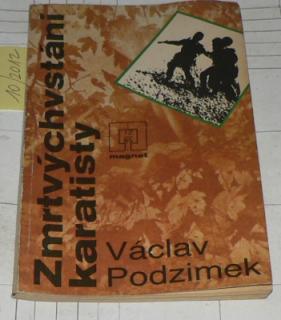 Zmrtvýchvstání
karatisty
magnet
Václav
Podzimek
10/2012